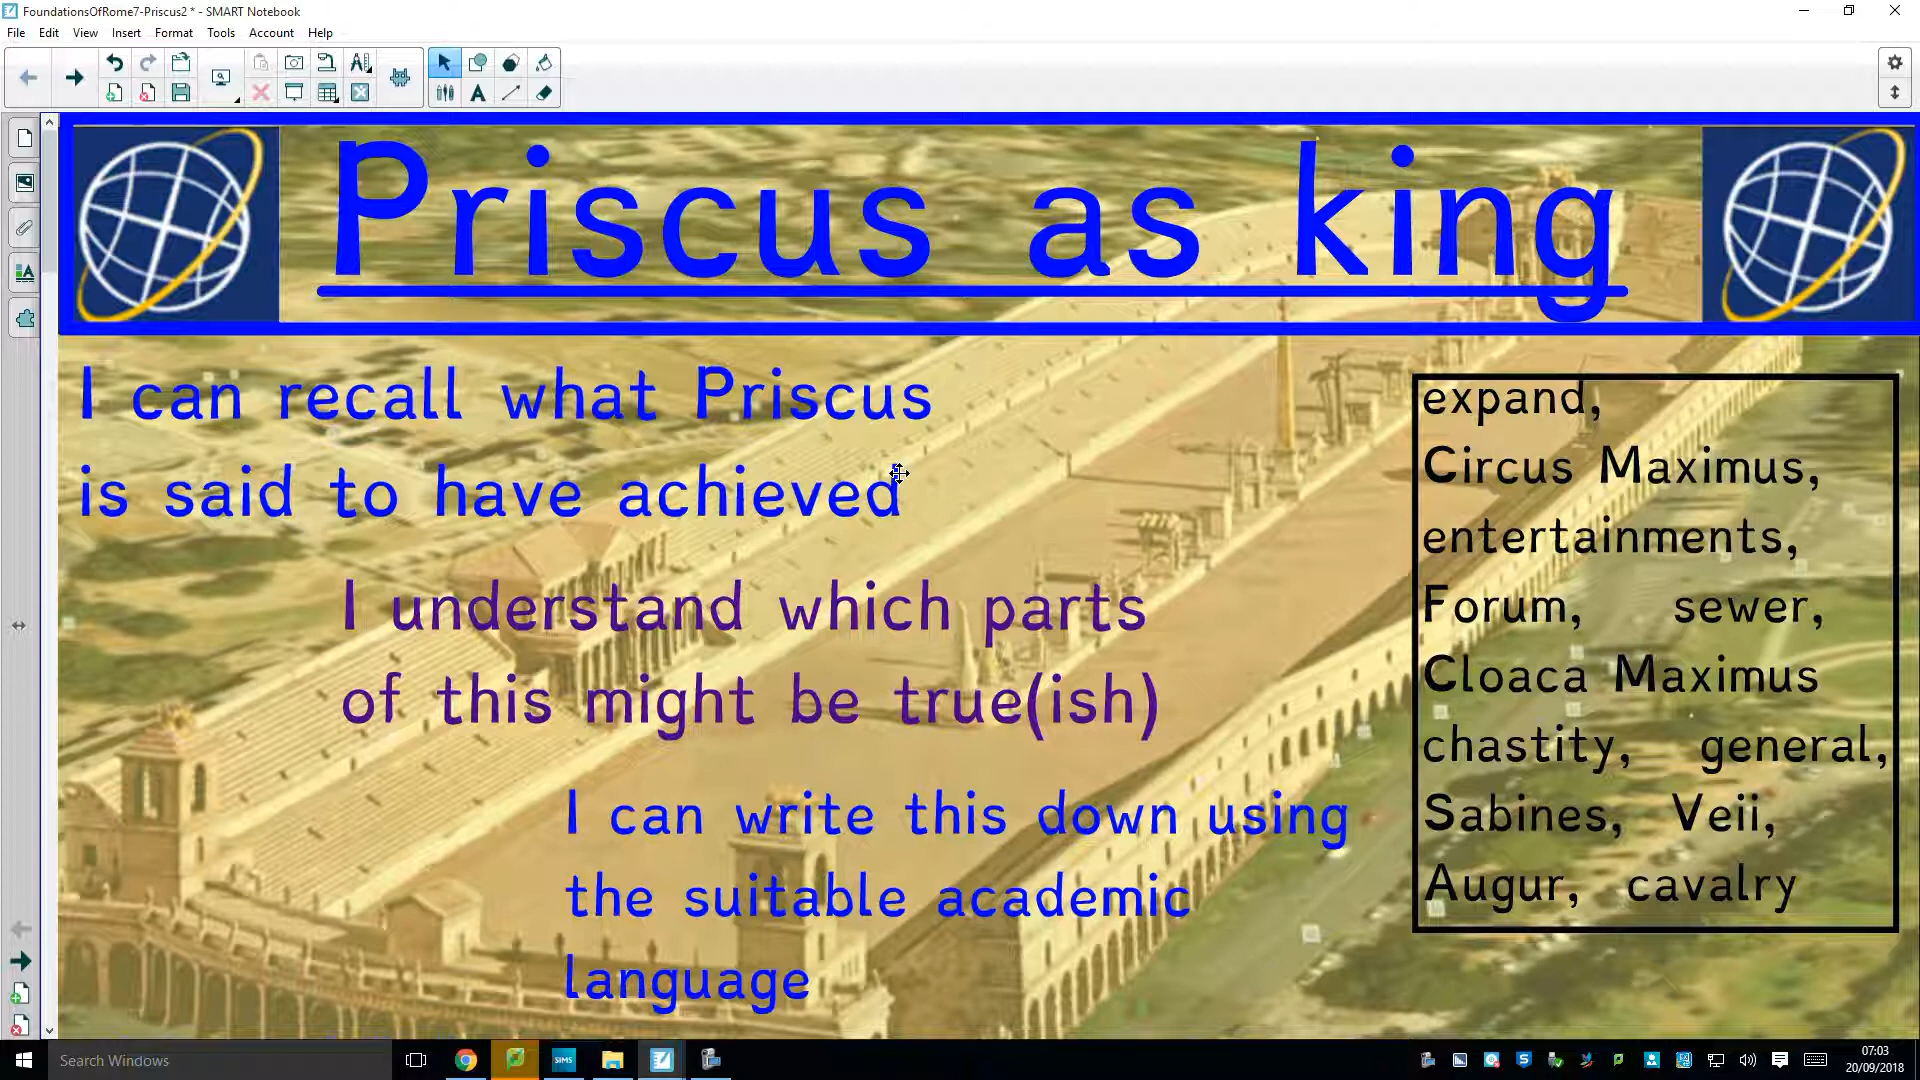 FoundationsOfRome7-Priscus2 * - SMART Notebook
File Edit View Insert Format Tools Account Help
Priscus as king
I can recall what Priscus
is said to have achieved
I understand which parts
of this might be true(ish)
I can write this down using
the suitable academic
language
expand,
Circus Maximus,
entertainments,
Forum, sewer,
Cloaca Maximus
chastity, general,
Sabines, Veii,
Augur, cavalry
Search Windows
SIMS
07:03
20/09/2018